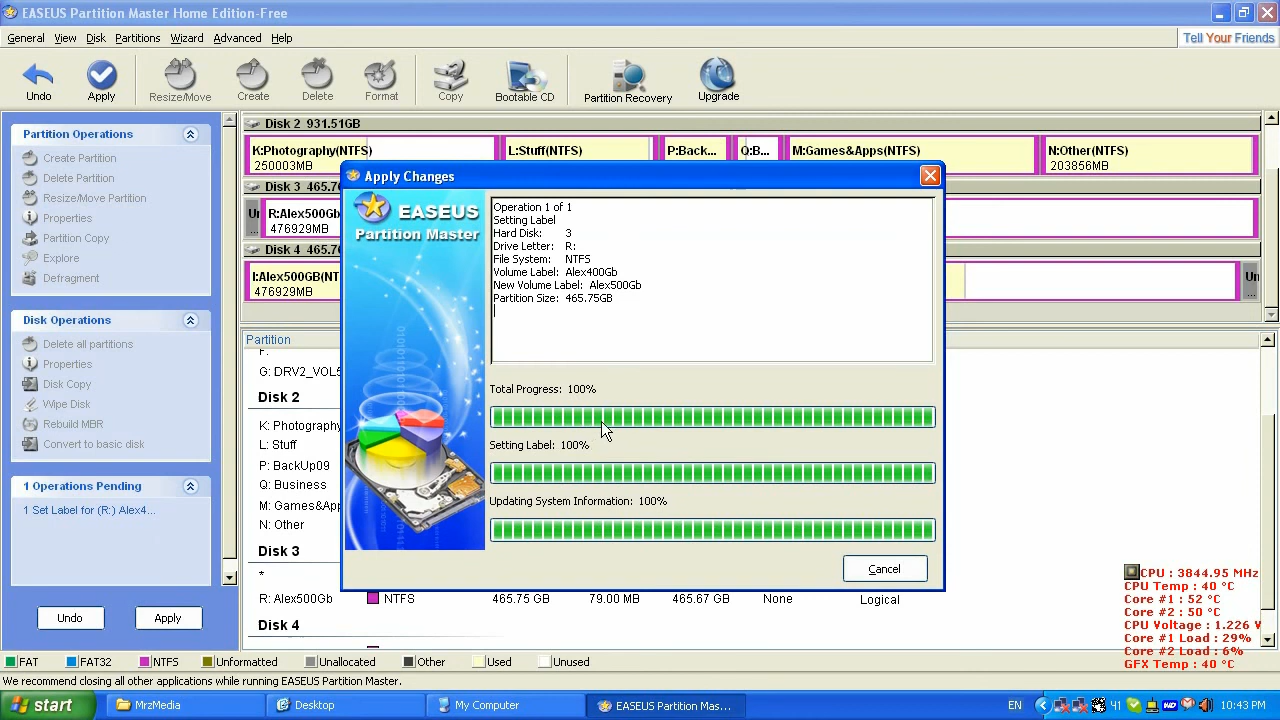 EASEUS Partition Master Home Edition-Free
General View Disk Partitions Wizard Advanced Help
Tell Your Friends
Undo Apply Resize/Move Create Delete Format Copy Bootable CD Partition Recovery Upgrade
Partition Operations
Create Partition
Delete Partition
Resize/Move Partition
Properties
Partition Copy
Explore
Defragment
Disk Operations
Delete all partitions
Properties
Disk Copy
Wipe Disk
Rebuild MBR
Convert to basic disk
1 Operations Pending
1 Set Label for (R:) Alex4...
Undo Apply
Disk 2 931.51GB
K:Photography(NTFS) L:Stuff(NTFS) P:Back... Q:B... M:Games&Apps(NTFS) N:Other(NTFS)
250003MB 203856MB
Disk 3 465.76
Un R:Alex500Gb
... 476929MB
Disk 4 465.76
I:Alex500GB(NT Un
476929MB ...
Partition
G: DRV2_VOL5
Disk 2
K: Photography
L: Stuff
P: BackUp09
Q: Business
M: Games&Apps
N: Other
Disk 3
*
R: Alex500Gb NTFS 465.75 GB 79.00 MB 465.67 GB None Logical
Disk 4
Apply Changes
EASEUS
Partition Master
Operation 1 of 1
Setting Label
Hard Disk: 3
Drive Letter: R:
File System: NTFS
Volume Label: Alex400Gb
New Volume Label: Alex500Gb
Partition Size: 465.75GB
Total Progress: 100%
Setting Label: 100%
Updating System Information: 100%
Cancel
CPU : 3844.95 MHz
CPU Temp : 40 °C
Core #1 : 52 °C
Core #2 : 50 °C
CPU Voltage : 1.226 V
Core #1 Load : 29%
Core #2 Load : 6%
GFX Temp : 40 °C
FAT FAT32 NTFS Unformatted Unallocated Other Used Unused
We recommend closing all other applications while running EASEUS Partition Master.
start MrzMedia Desktop My Computer EASEUS Partition Mas... EN 41 10:43 PM